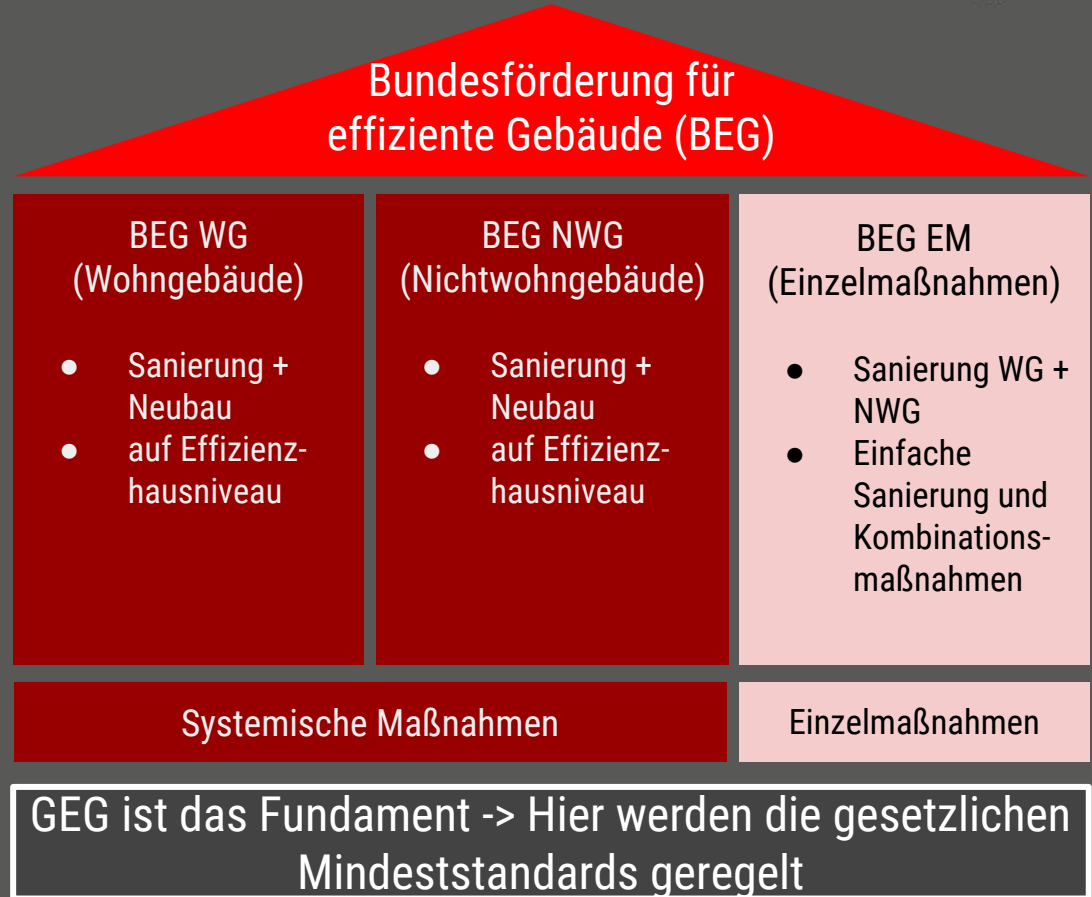 Bundesförderung für
effiziente Gebäude (BEG)
BEG WG
(Wohngebäude)
● Sanierung +
Neubau
● auf Effizienz-
hausniveau
BEG NWG
(Nichtwohngebäude)
● Sanierung +
Neubau
● auf Effizienz-
hausniveau
BEG EM
(Einzelmaßnahmen)
● Sanierung WG +
NWG
● Einfache
Sanierung und
Kombinations-
maßnahmen
Systemische Maßnahmen
Einzelmaßnahmen
GEG ist das Fundament -> Hier werden die gesetzlichen
Mindeststandards geregelt